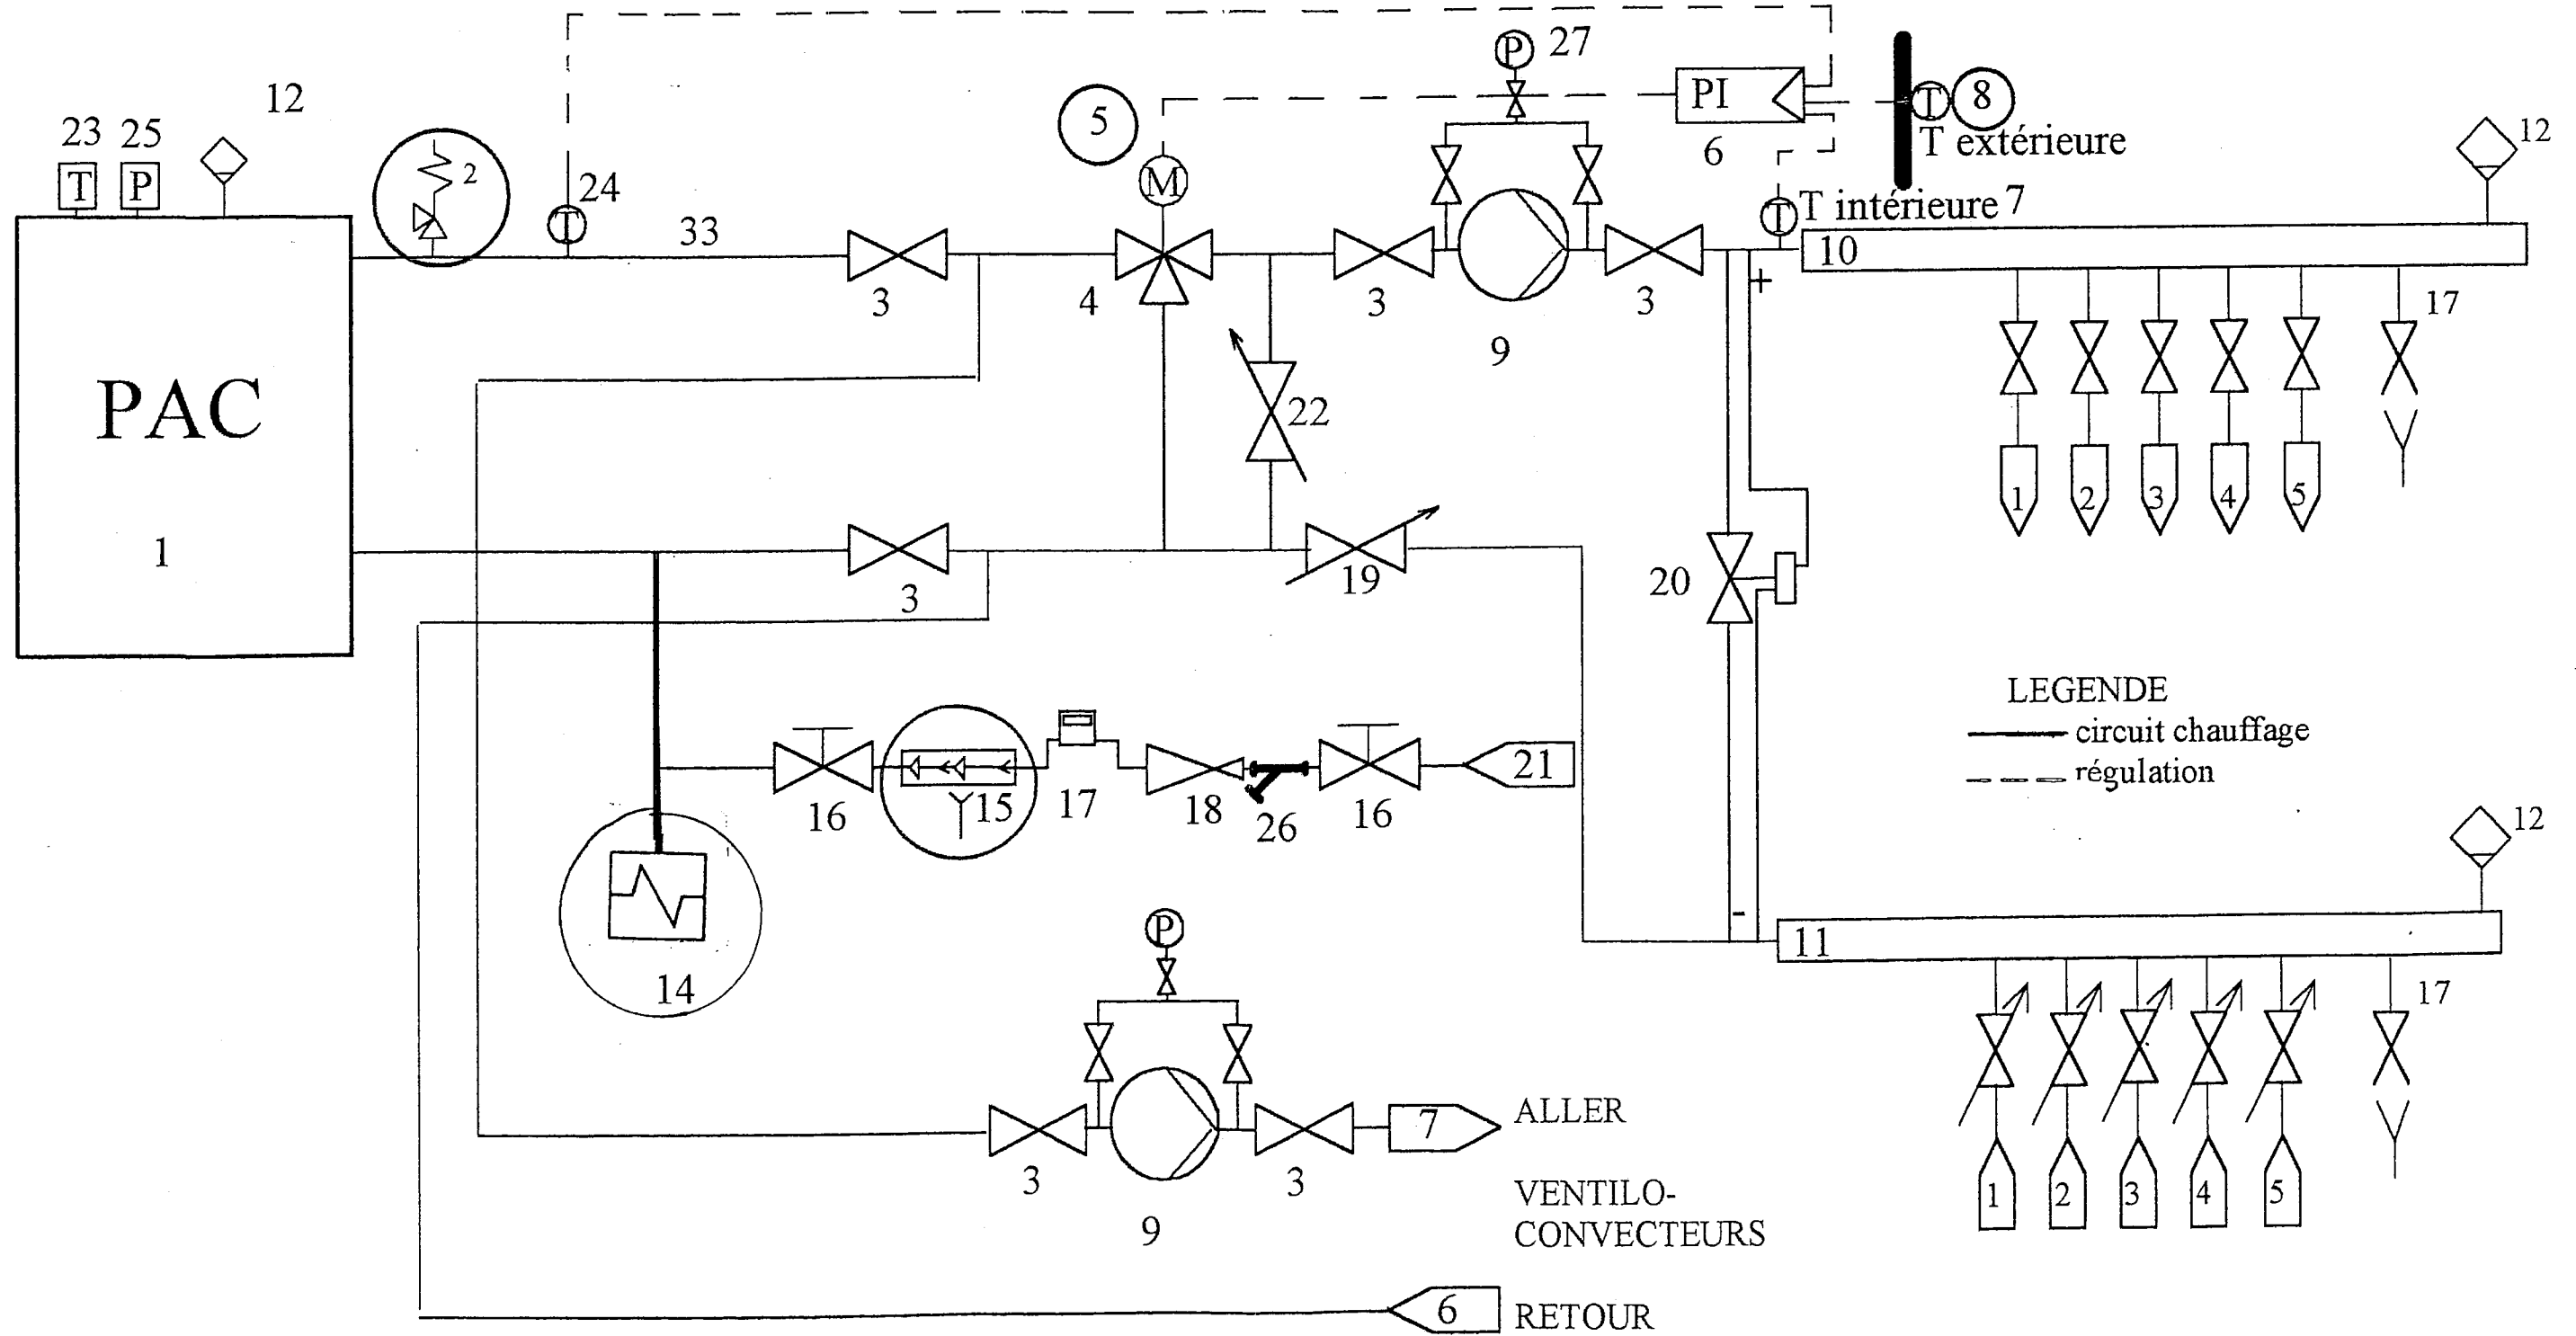 P 27
12
5
PI
T 8
23 25
T P
2
24
T
M
6
T extérieure
12
T
T intérieure 7
33
10
3
4
3
3
+
17
9
PAC
22
1 2 3 4 5
1
3
19
20
LEGENDE
circuit chauffage
régulation
21
16
15
17
18
26
16
12
14
P
-
11
17
7
ALLER
3
3
9
VENTILO-
CONVECTEURS
1 2 3 4 5
6
RETOUR